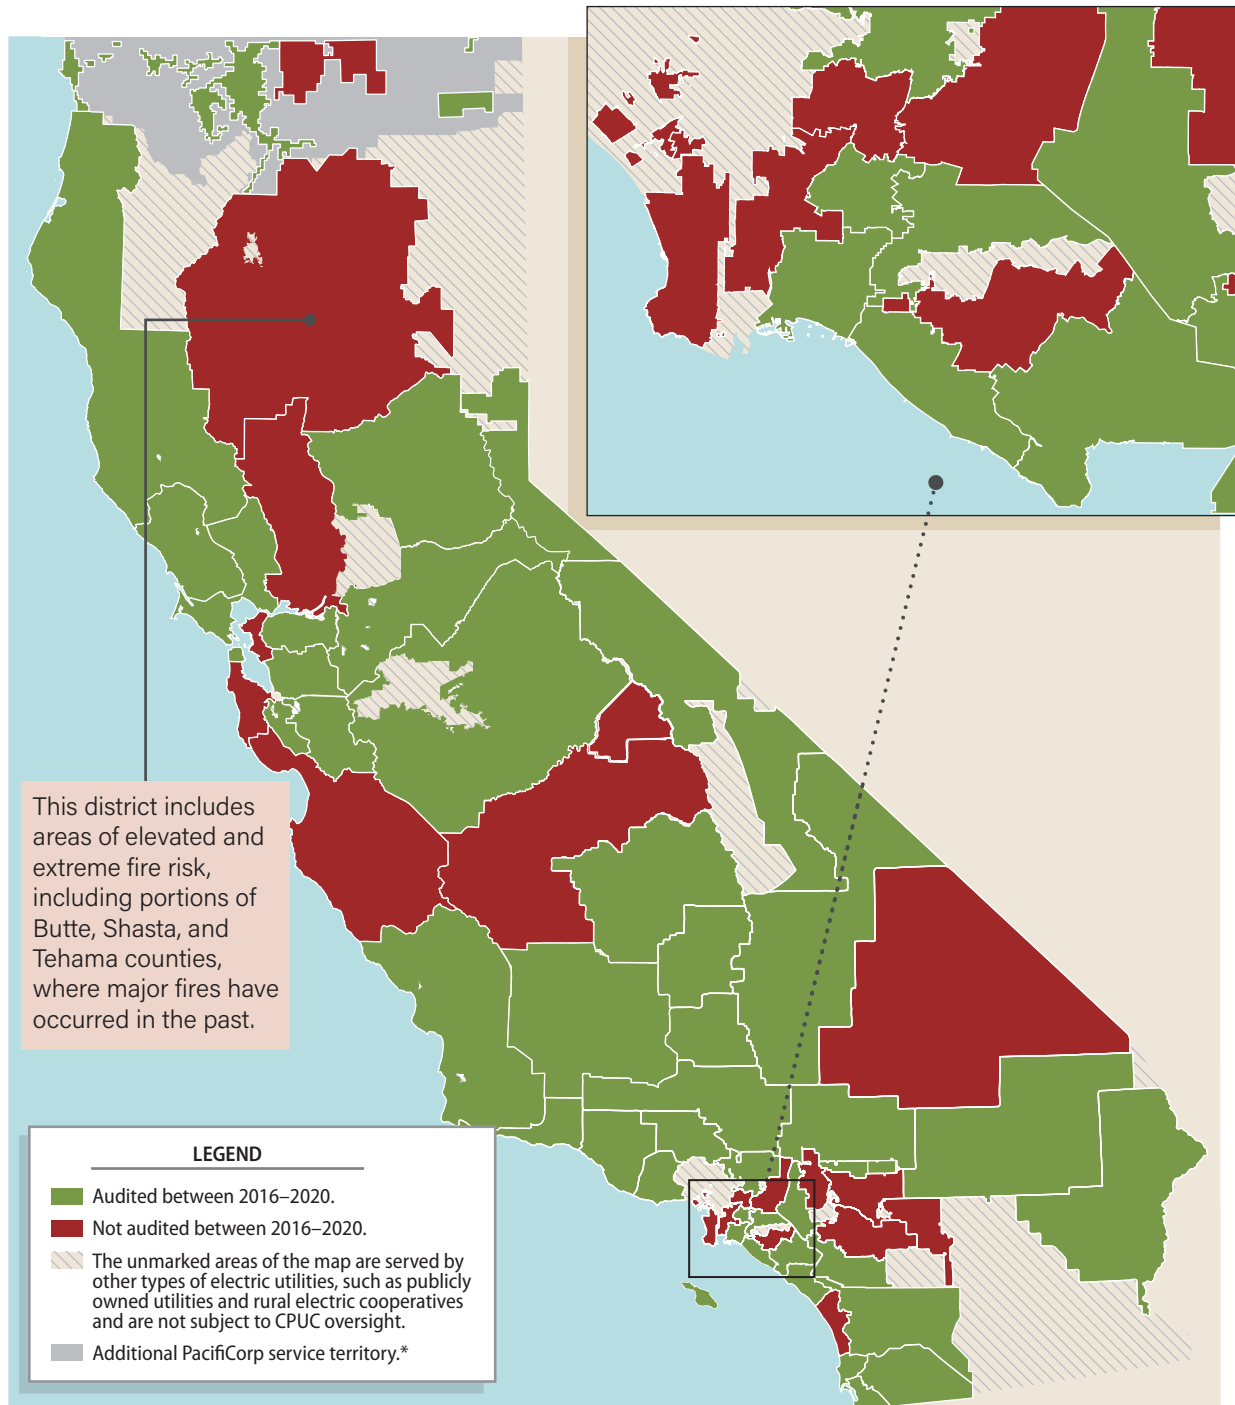 This district includes
areas of elevated and
extreme fire risk,
including portions of
Butte, Shasta, and
Tehama counties,
where major fires have
occurred in the past.
LEGEND
Audited between 2016–2020.
Not audited between 2016–2020.
The unmarked areas of the map are served by
other types of electric utilities, such as publicly
owned utilities and rural electric cooperatives
and are not subject to CPUC oversight.
Additional PacifiCorp service territory.*